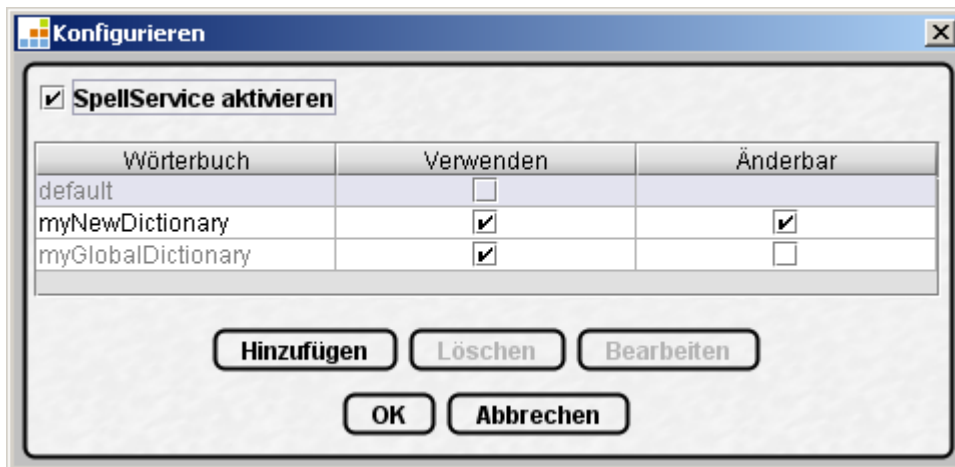 Konfigurieren
SpellService aktivieren
Wörterbuch Verwenden Änderbar
default
myNewDictionary
myGlobalDictionary
Hinzufügen Löschen Bearbeiten
OK Abbrechen